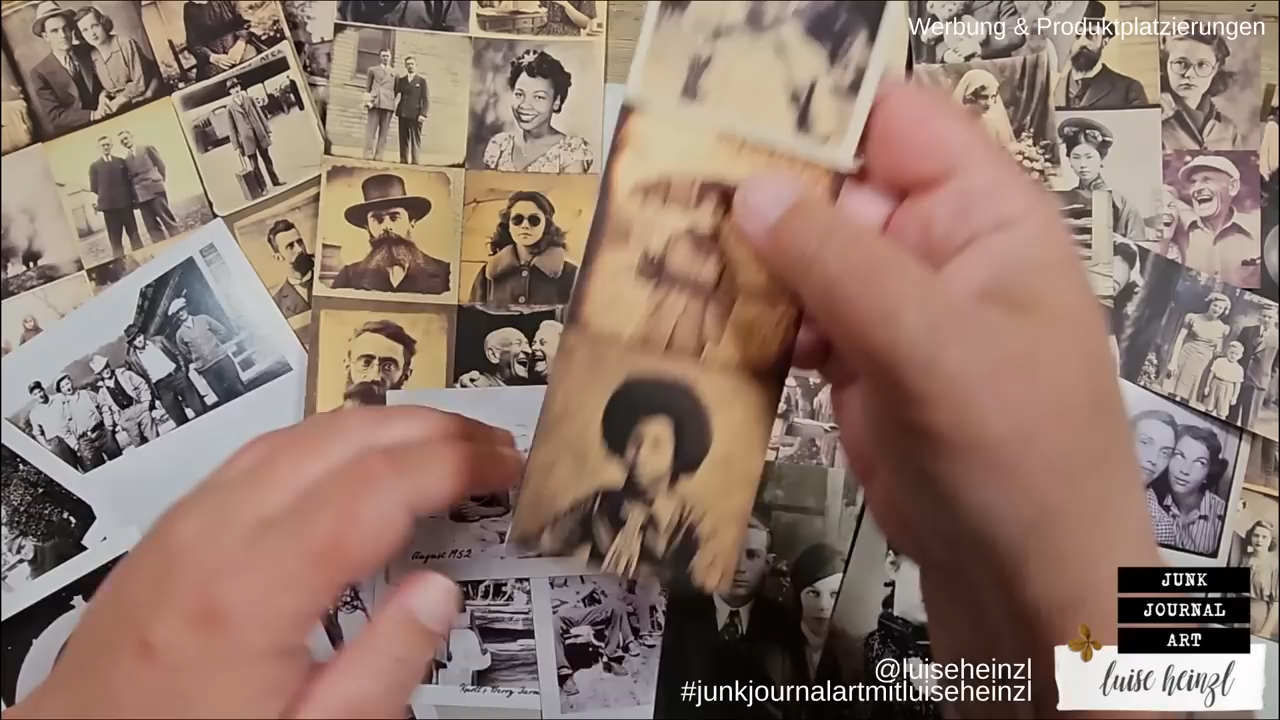 Werbung & Produktplatzierungen
August 1952
@luiseheinzl
#junkjournalartmitluiseheinzl
JUNK
JOURNAL
ART
luise heinzl